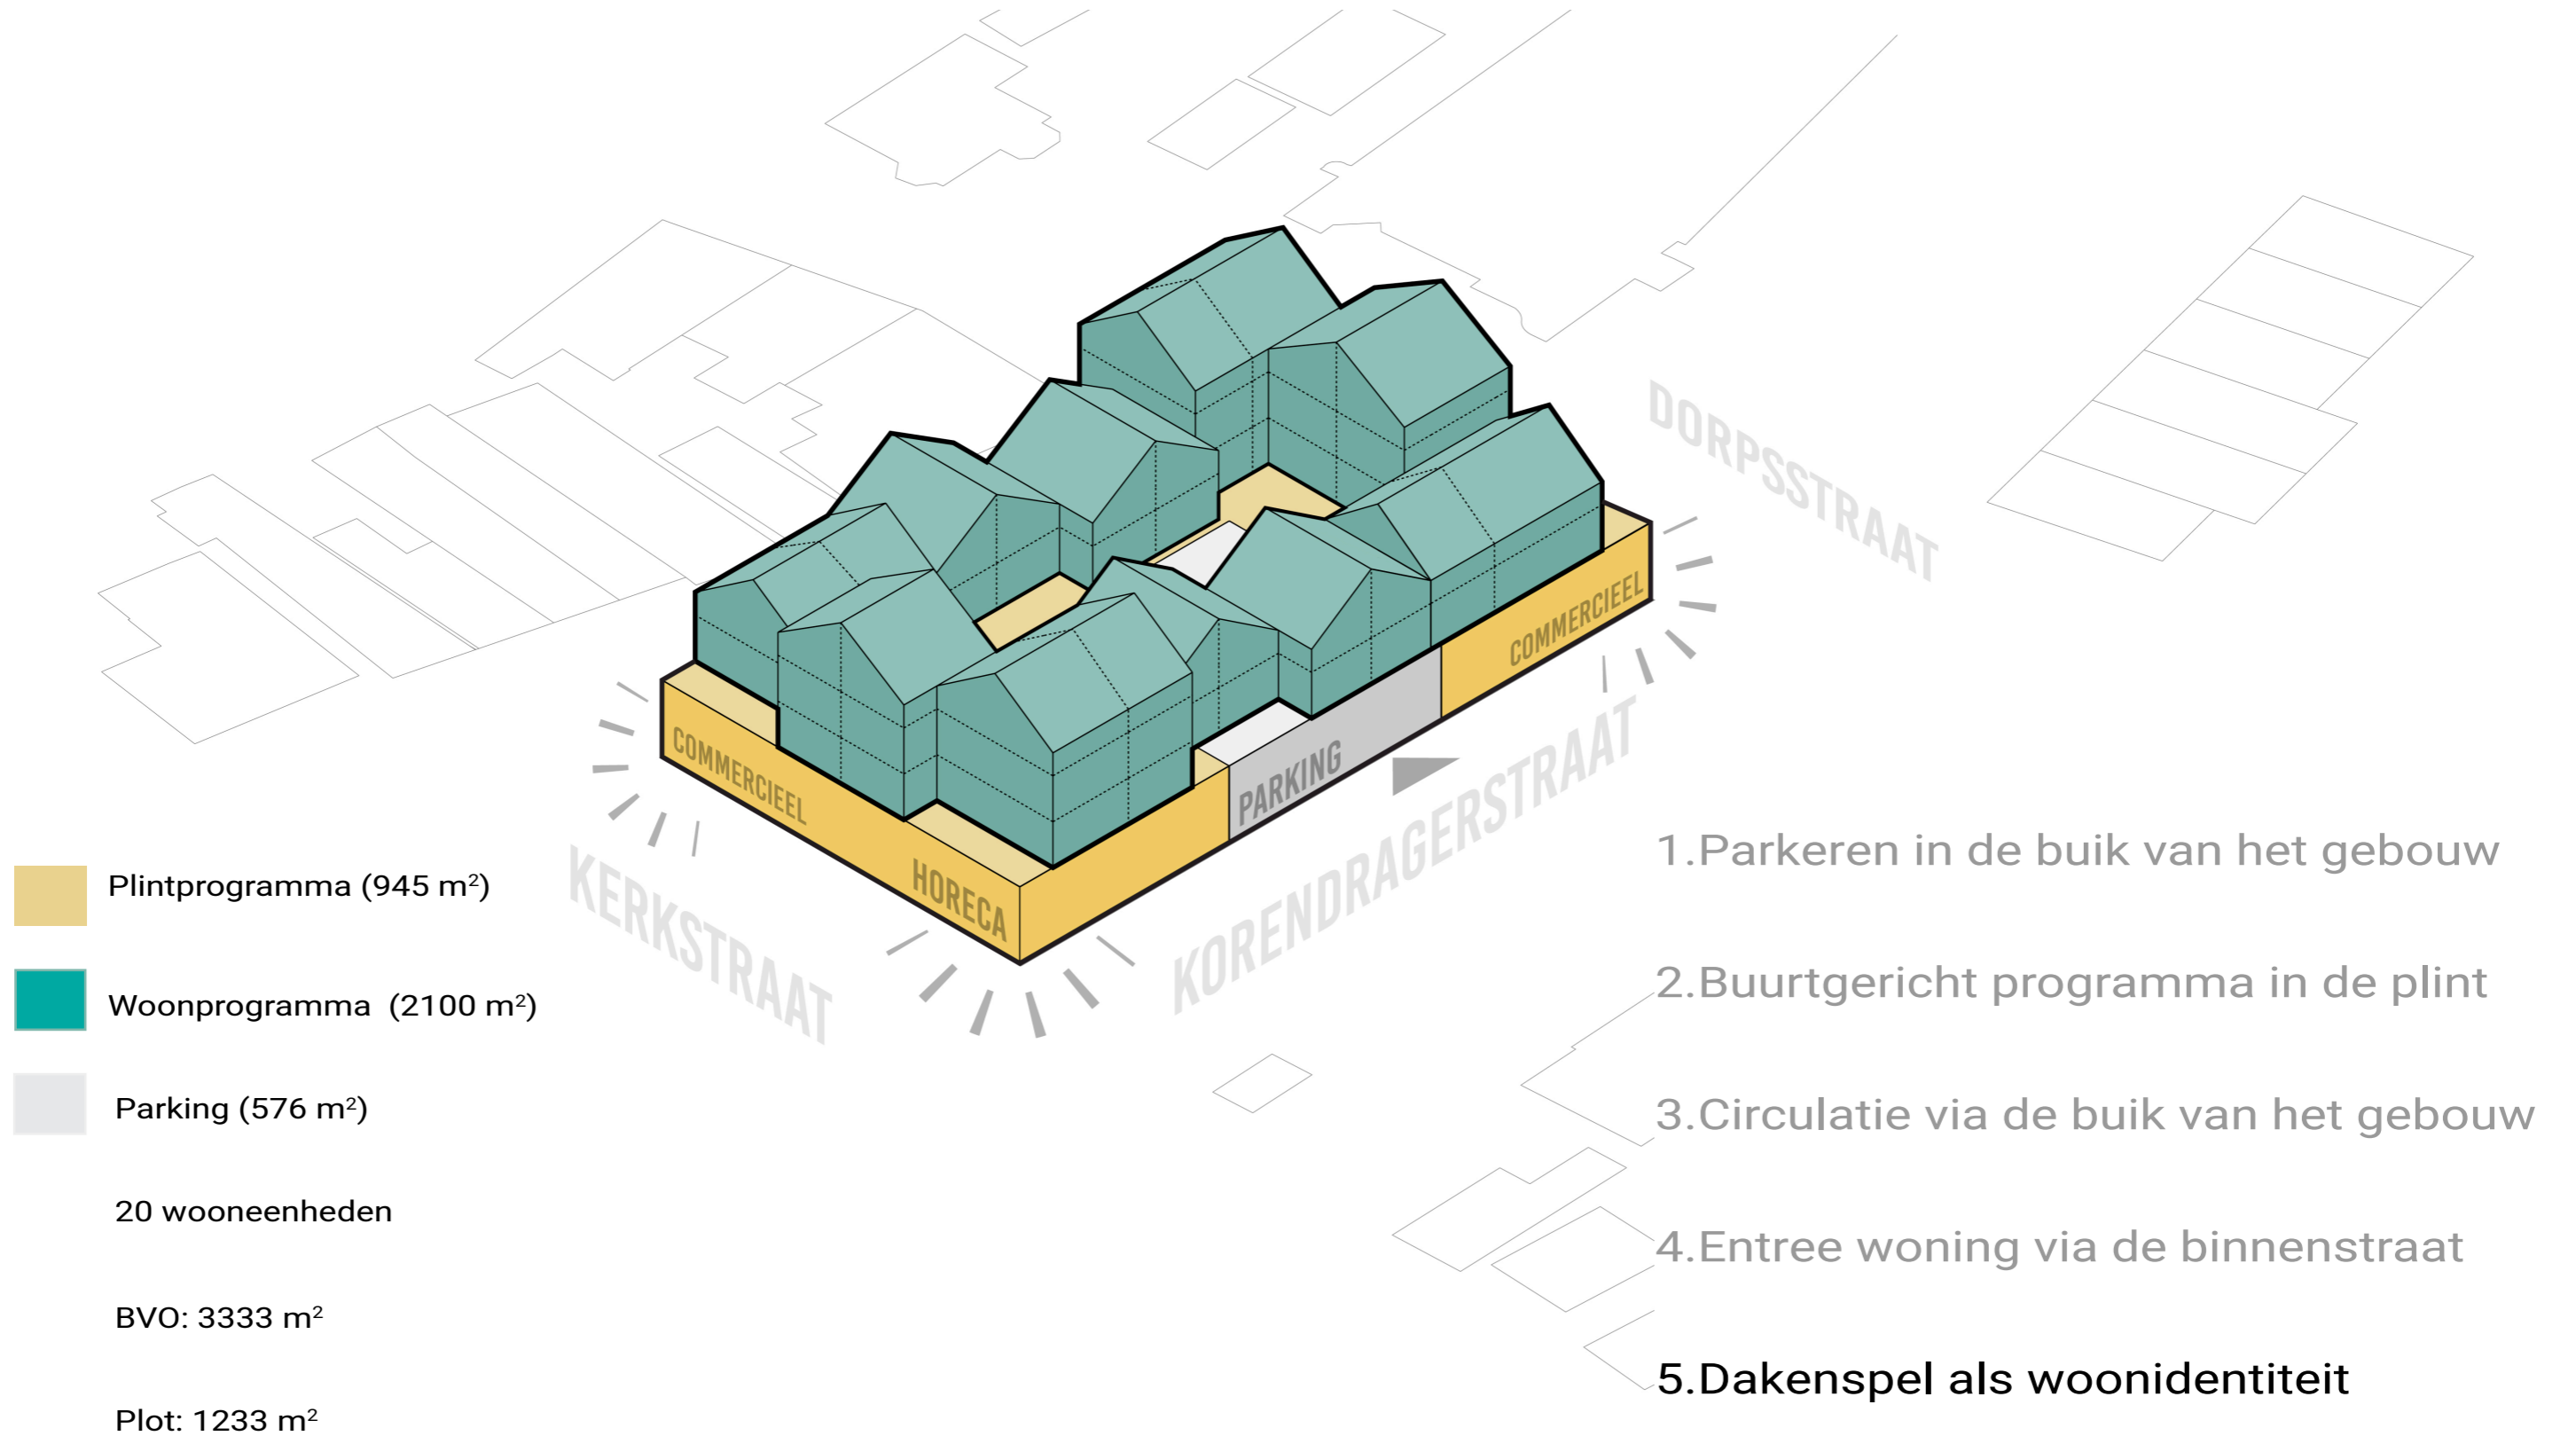 DORPSSTRAAT
COMMERCIEEL
PARKING
COMMERCIEEL
HORECA
KERKSTRAAT
KORENDRAGERSTRAAT
Plintprogramma (945 m²)
Woonprogramma (2100 m²)
Parking (576 m²)
20 wooneenheden
BVO: 3333 m²
Plot: 1233 m²
1.Parkeren in de buik van het gebouw
2.Buurtgericht programma in de plint
3.Circulatie via de buik van het gebouw
4.Entree woning via de binnenstraat
5.Dakenspel als woonidentiteit